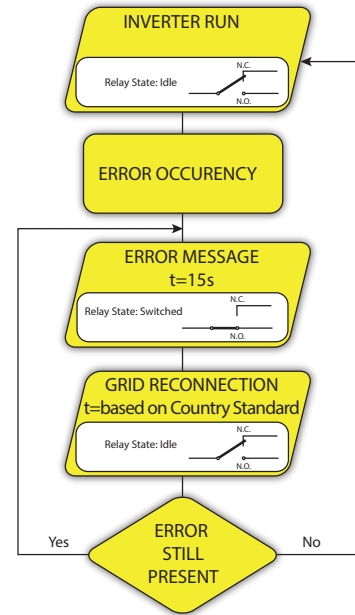 INVERTER RUN
N.C.
Relay State: Idle
N.O.
ERROR OCCURENCY
ERROR MESSAGE
t=15s
N.C.
Relay State: Switched
N.O.
GRID RECONNECTION
t=based on Country Standard
N.C.
Relay State: Idle
N.O.
Yes
ERROR
STILL
PRESENT
No